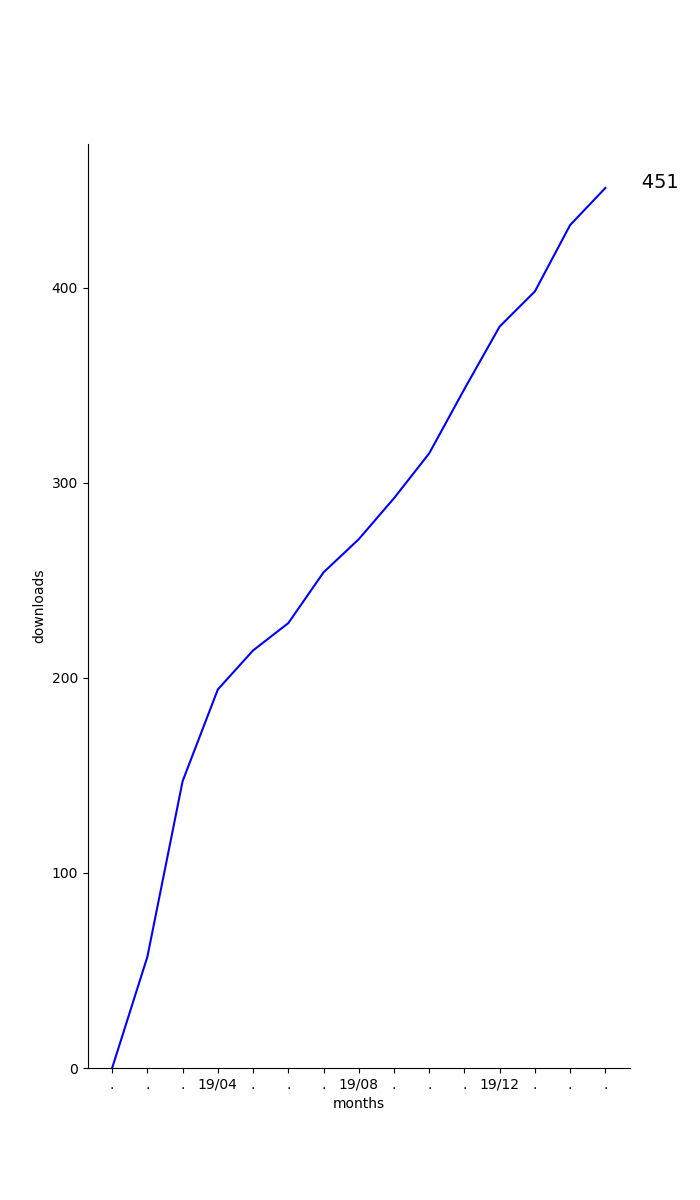 451
400
300
downloads
200
100
0
. . . 19/04 . . . 19/08 . . . 19/12 . . .
months